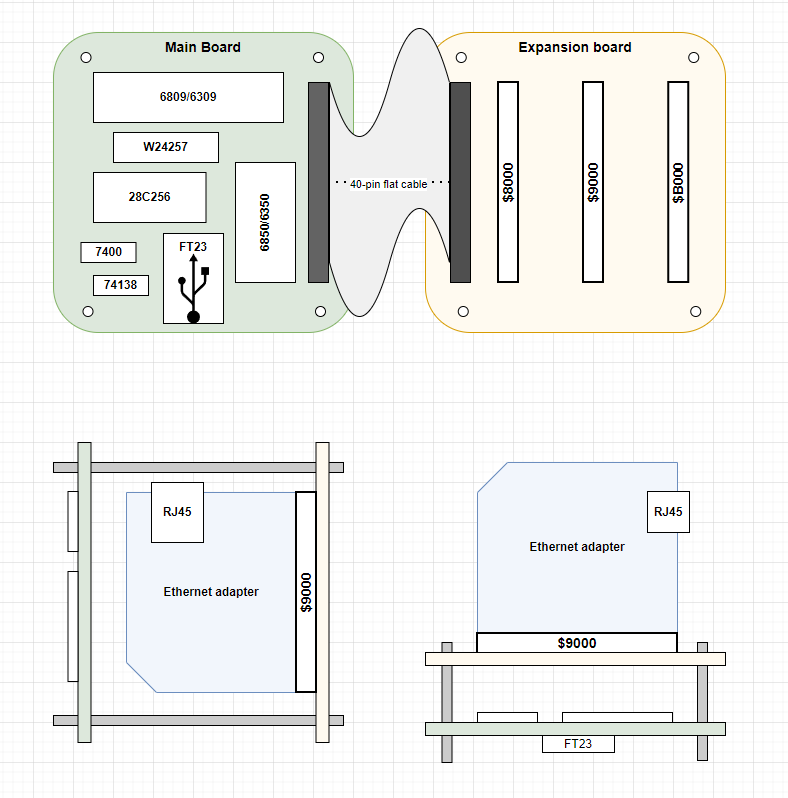 Main Board
Expansion board
6809/6309
W24257
28C256
7400
74138
FT23
6850/6350
40-pin flat cable
$8000
$9000
$B000
RJ45
Ethernet adapter
$9000
RJ45
Ethernet adapter
$9000
FT23